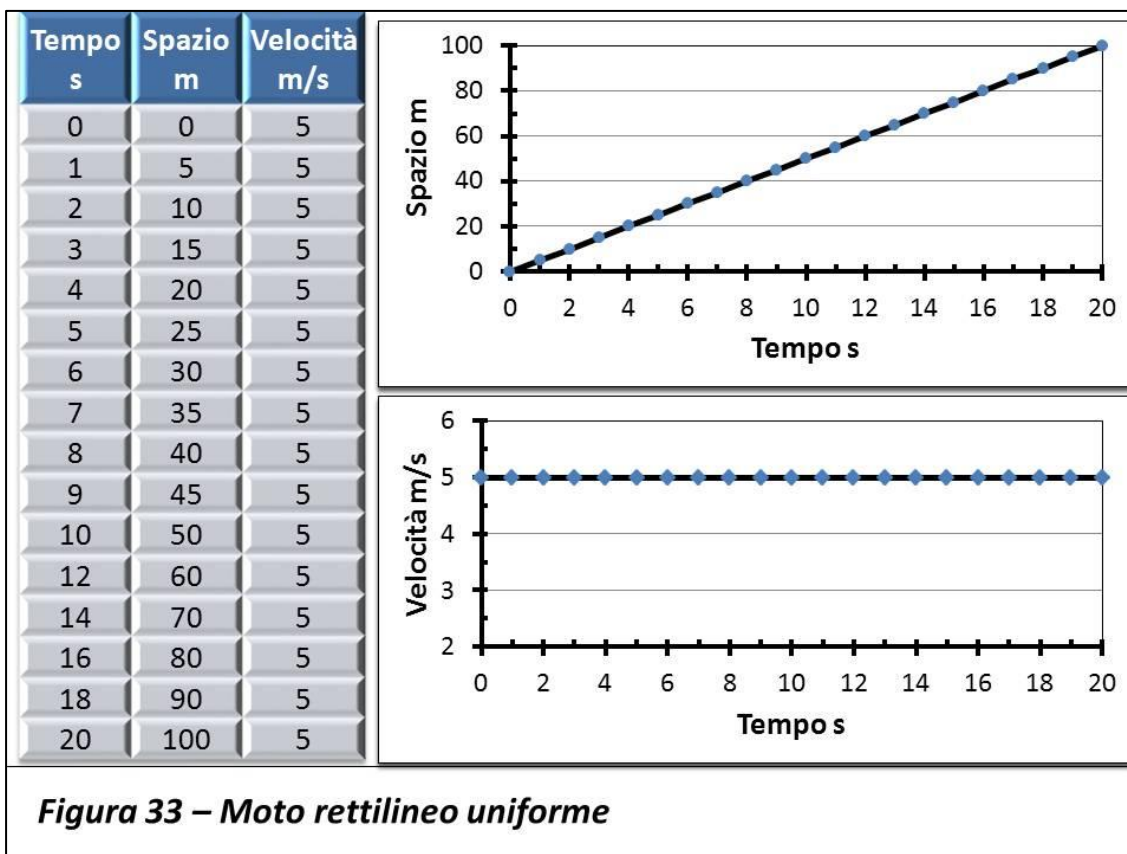 Tempo Spazio Velocità
s m m/s
0 0 5
1 5 5
2 10 5
3 15 5
4 20 5
5 25 5
6 30 5
7 35 5
8 40 5
9 45 5
10 50 5
12 60 5
14 70 5
16 80 5
18 90 5
20 100 5
Spazio m
100
80
60
40
20
0
0 2 4 6 8 10 12 14 16 18 20
Tempo s
Velocità m/s
6
5
4
3
2
0 2 4 6 8 10 12 14 16 18 20
Tempo s
Figura 33 – Moto rettilineo uniforme